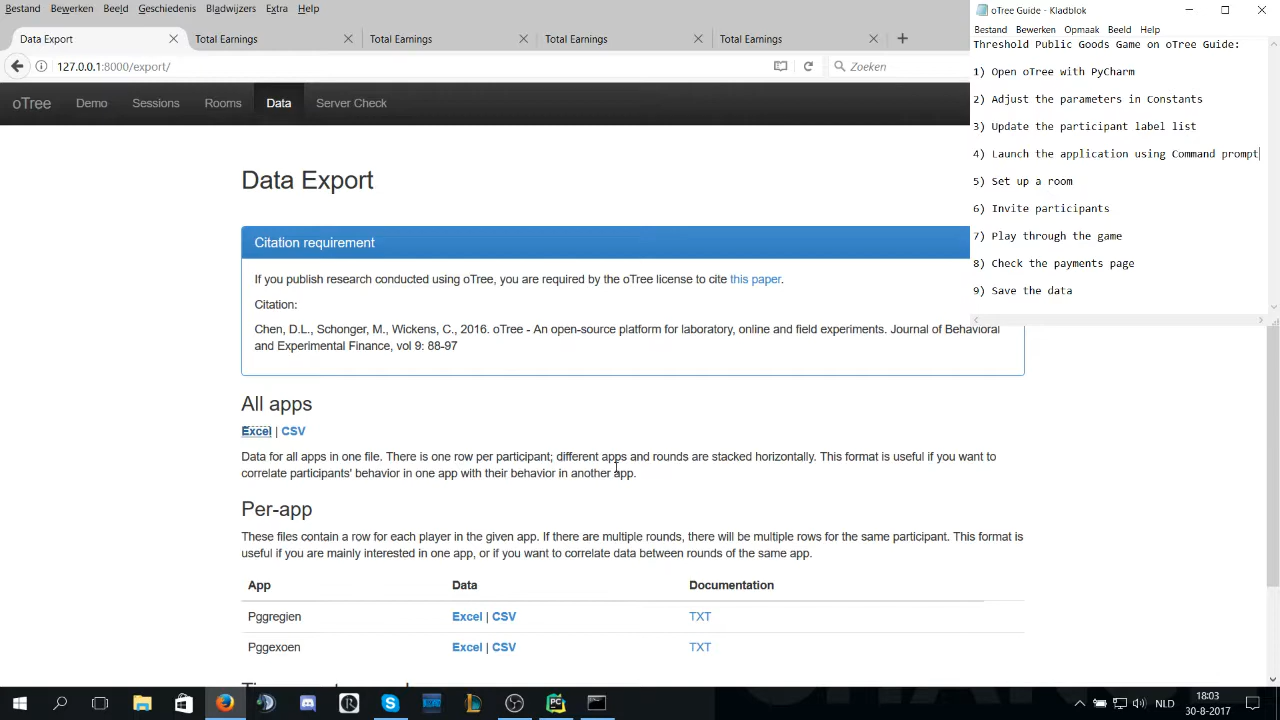 Bestand Bewerken Beeld Geschiedenis Bladwijzers Extra Help
Data Export Total Earnings Total Earnings Total Earnings Total Earnings
127.0.0.1:8000/export/ Zoeken
oTree Demo Sessions Rooms Data Server Check
Data Export
Citation requirement
If you publish research conducted using oTree, you are required by the oTree license to cite this paper.
Citation:
Chen, D.L., Schonger, M., Wickens, C., 2016. oTree - An open-source platform for laboratory, online and field experiments. Journal of Behavioral
and Experimental Finance, vol 9: 88-97
All apps
Excel | CSV
Data for all apps in one file. There is one row per participant; different apps and rounds are stacked horizontally. This format is useful if you want to
correlate participants' behavior in one app with their behavior in another app.
Per-app
These files contain a row for each player in the given app. If there are multiple rounds, there will be multiple rows for the same participant. This format is
useful if you are mainly interested in one app, or if you want to correlate data between rounds of the same app.
App Data Documentation
Pggregien Excel | CSV TXT
Pggexoen Excel | CSV TXT
oTree Guide - Kladblok
Bestand Bewerken Opmaak Beeld Help
Threshold Public Goods Game on oTree Guide:
1) Open oTree with PyCharm
2) Adjust the parameters in Constants
3) Update the participant label list
4) Launch the application using Command prompt
5) Set up a room
6) Invite participants
7) Play through the game
8) Check the payments page
9) Save the data
NLD
18:03
30-8-2017